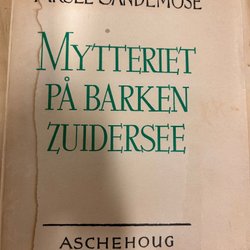 AKSEL SANDEMOSE
MYTTERIET
PÅ BARKEN
ZUIDERSEE
ASCHEHOUG